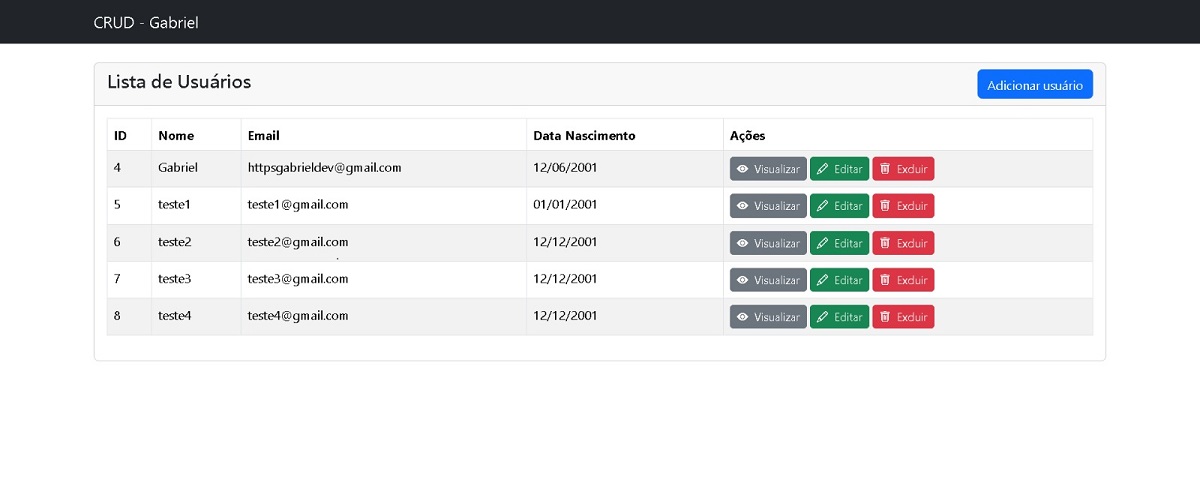 CRUD - Gabriel
Lista de Usuários
Adicionar usuário
ID Nome Email Data Nascimento Ações
4 Gabriel httpsgabrieldev@gmail.com 12/06/2001 Visualizar Editar Excluir
5 teste1 teste1@gmail.com 01/01/2001 Visualizar Editar Excluir
6 teste2 teste2@gmail.com 12/12/2001 Visualizar Editar Excluir
7 teste3 teste3@gmail.com 12/12/2001 Visualizar Editar Excluir
8 teste4 teste4@gmail.com 12/12/2001 Visualizar Editar Excluir